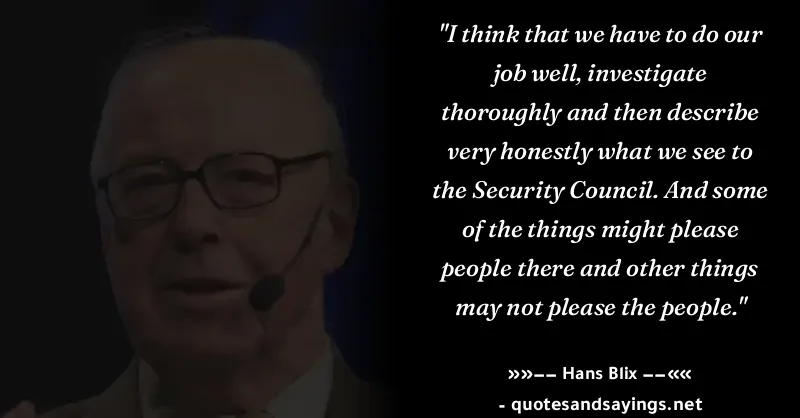 "I think that we have to do our
job well, investigate
thoroughly and then describe
very honestly what we see to
the Security Council. And some
of the things might please
people there and other things
may not please the people."
»»–– Hans Blix ––««
- quotesandsayings.net